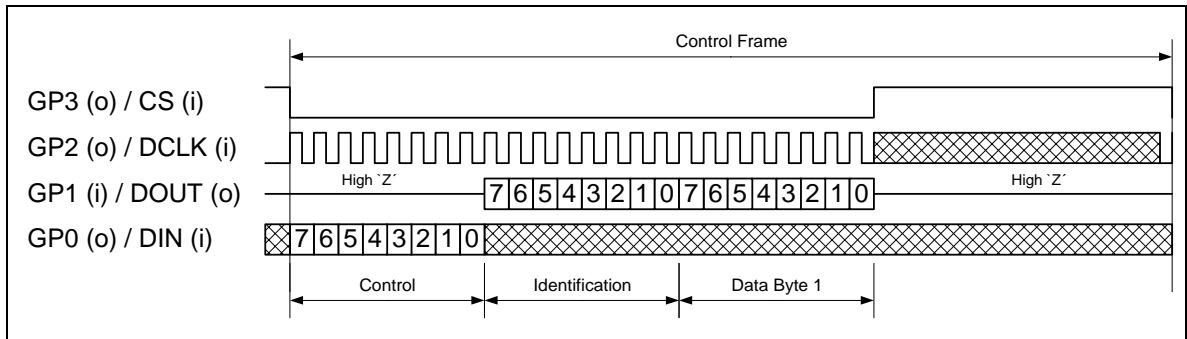 Control Frame
GP3 (o) / CS (i)
GP2 (o) / DCLK (i)
High `Z´ High `Z´
GP1 (i) / DOUT (o) 7 6 5 4 3 2 1 0 7 6 5 4 3 2 1 0
GP0 (o) / DIN (i) 7 6 5 4 3 2 1 0
Control Identification Data Byte 1